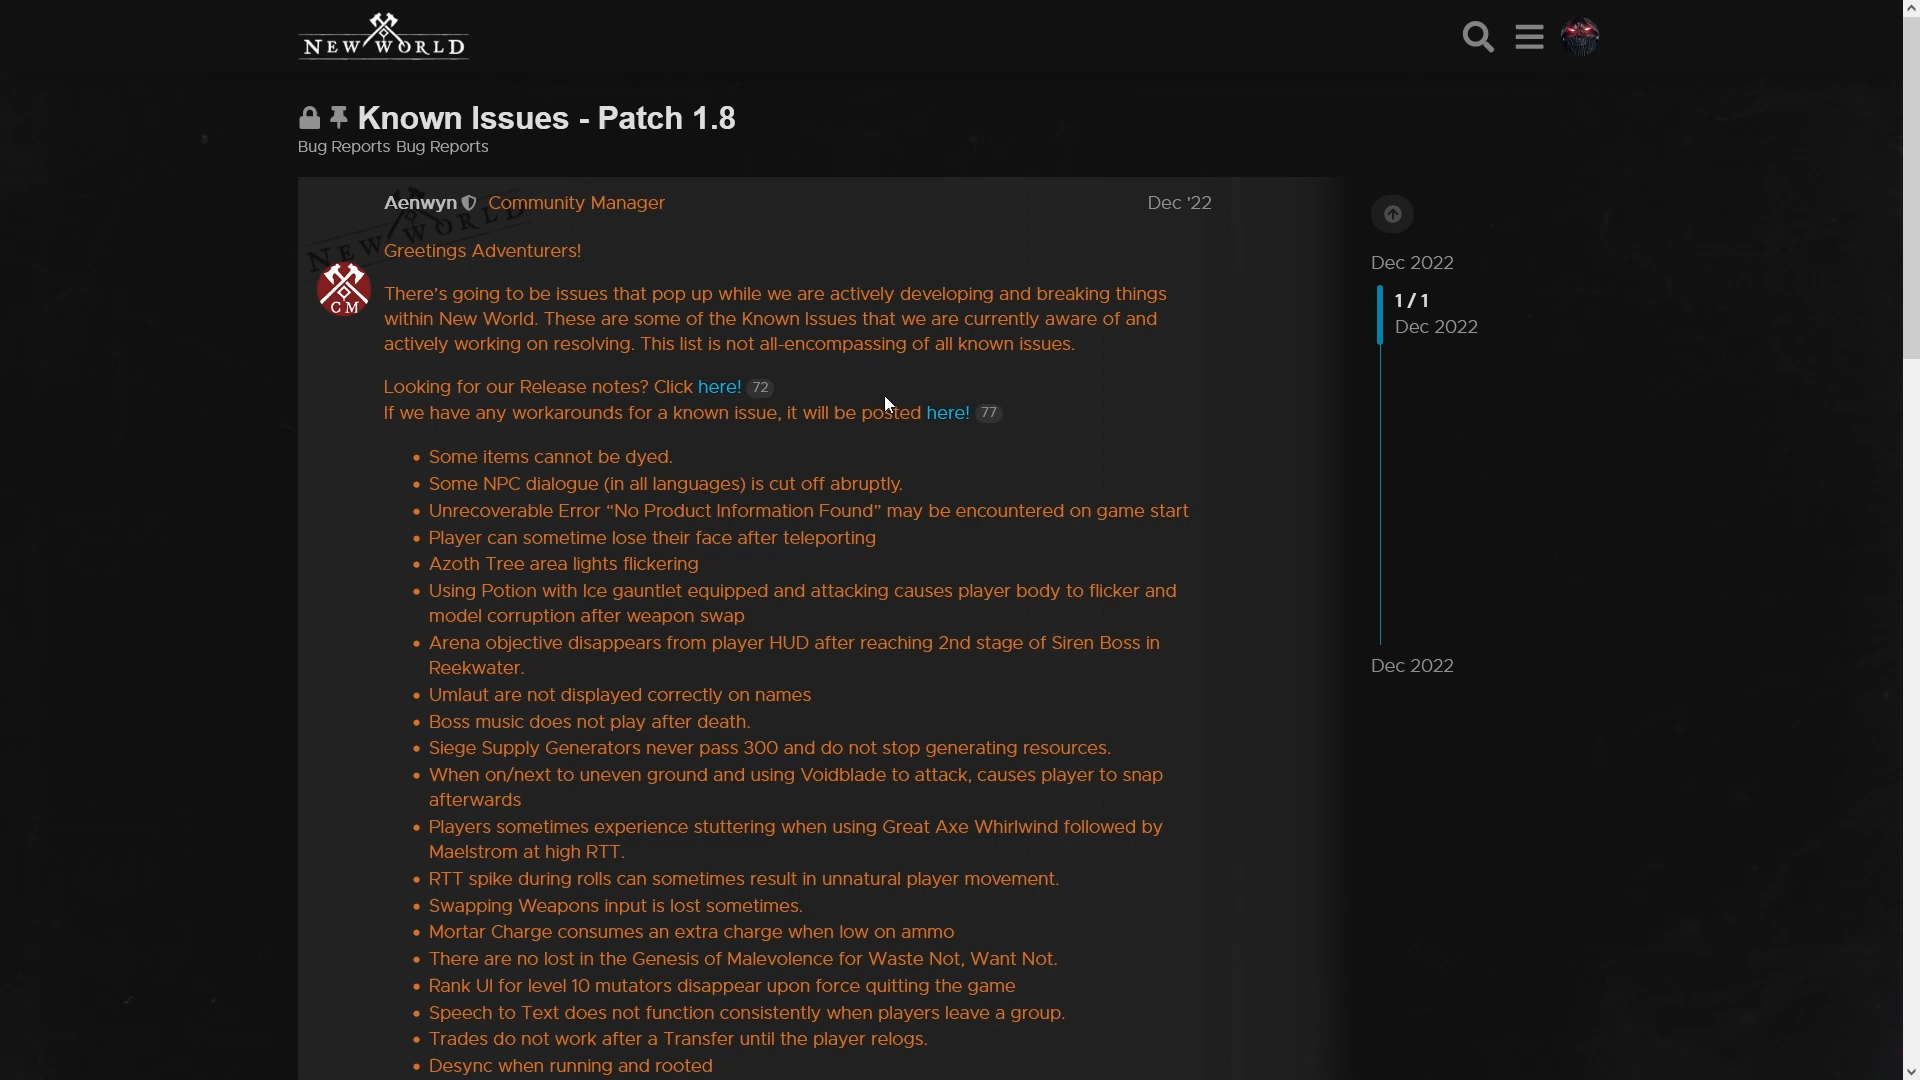 NEW WORLD
Known Issues - Patch 1.8
Bug Reports Bug Reports
Aenwyn Community Manager Dec '22
NEW WORLD
Greetings Adventurers!
CM
There's going to be issues that pop up while we are actively developing and breaking things
within New World. These are some of the Known Issues that we are currently aware of and
actively working on resolving. This list is not all-encompassing of all known issues.
Looking for our Release notes? Click here! 72
If we have any workarounds for a known issue, it will be posted here! 77
• Some items cannot be dyed.
• Some NPC dialogue (in all languages) is cut off abruptly.
• Unrecoverable Error “No Product Information Found” may be encountered on game start
• Player can sometime lose their face after teleporting
• Azoth Tree area lights flickering
• Using Potion with Ice gauntlet equipped and attacking causes player body to flicker and
model corruption after weapon swap
• Arena objective disappears from player HUD after reaching 2nd stage of Siren Boss in
Reekwater.
• Umlaut are not displayed correctly on names
• Boss music does not play after death.
• Siege Supply Generators never pass 300 and do not stop generating resources.
• When on/next to uneven ground and using Voidblade to attack, causes player to snap
afterwards
• Players sometimes experience stuttering when using Great Axe Whirlwind followed by
Maelstrom at high RTT.
• RTT spike during rolls can sometimes result in unnatural player movement.
• Swapping Weapons input is lost sometimes.
• Mortar Charge consumes an extra charge when low on ammo
• There are no lost in the Genesis of Malevolence for Waste Not, Want Not.
• Rank UI for level 10 mutators disappear upon force quitting the game
• Speech to Text does not function consistently when players leave a group.
• Trades do not work after a Transfer until the player relogs.
• Desync when running and rooted
Dec 2022
1 / 1
Dec 2022
Dec 2022